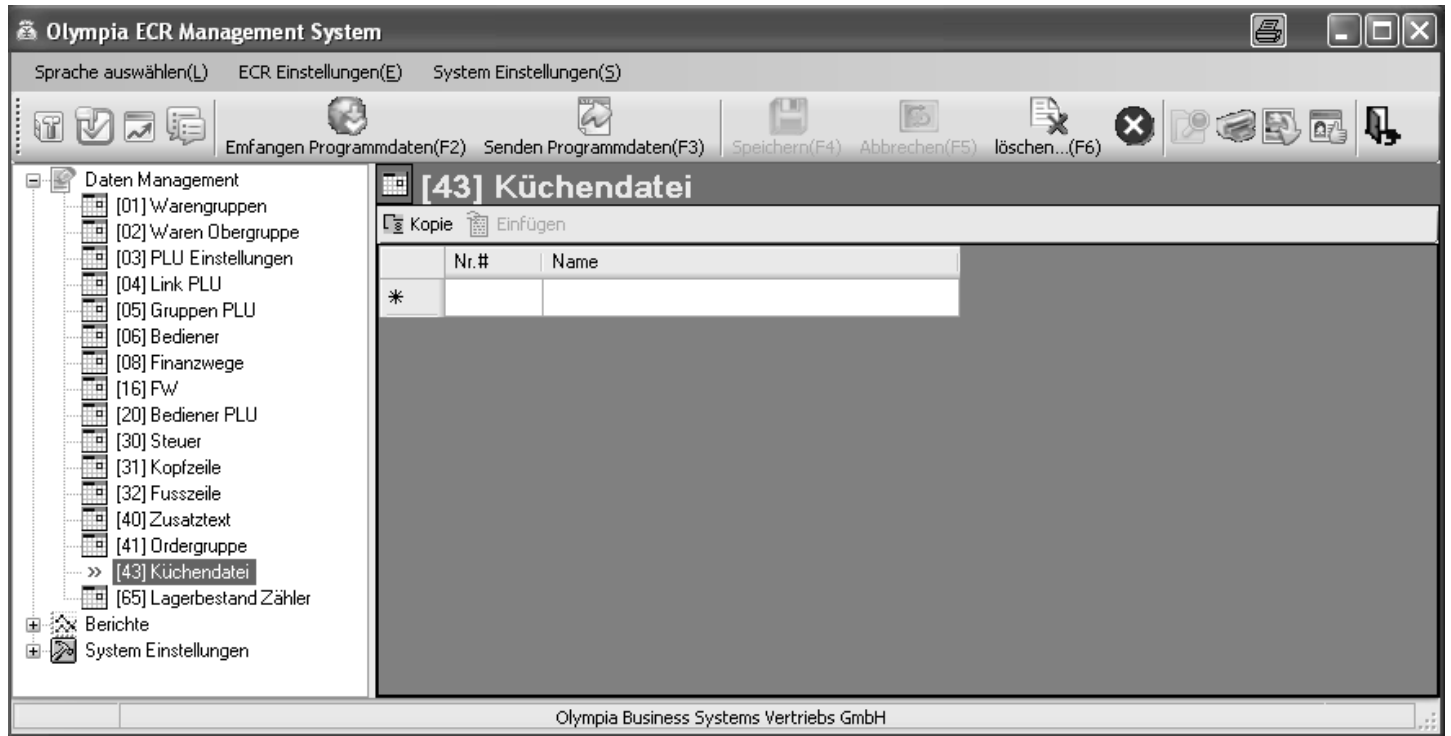 Olympia ECR Management System
Sprache auswählen(L) ECR Einstellungen(E) System Einstellungen(S)
Emfangen Programmdaten(F2) Senden Programmdaten(F3) Speichern(F4) Abbrechen(F5) löschen...(F6)
Daten Management
[01] Warengruppen
[02] Waren Obergruppe
[03] PLU Einstellungen
[04] Link PLU
[05] Gruppen PLU
[06] Bediener
[08] Finanzwege
[16] FW
[20] Bediener PLU
[30] Steuer
[31] Kopfzeile
[32] Fusszeile
[40] Zusatztext
[41] Ordergruppe
[43] Küchendatei
[65] Lagerbestand Zähler
Berichte
System Einstellungen
[43] Küchendatei
Kopie Einfügen
Nr.# Name
Olympia Business Systems Vertriebs GmbH